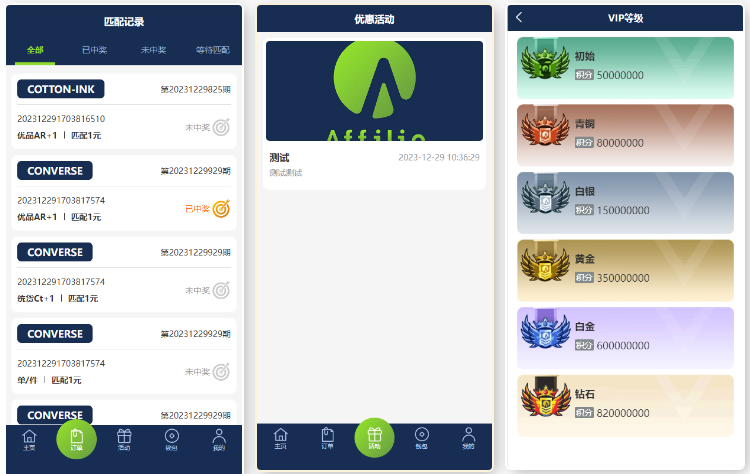 匹配记录
全部 已中奖 未中奖 等待匹配
COTTON-INK 第20231229825期
202312291703816510
优品AR+1 | 匹配1元 未中奖
CONVERSE 第20231229929期
202312291703817574
优品AR+1 | 匹配1元 已中奖
CONVERSE 第20231229929期
202312291703817574
统货Ct+1 | 匹配1元 未中奖
CONVERSE 第20231229929期
202312291703817574
单/件 | 匹配1元 未中奖
CONVERSE 第20231229929期
主页 订单 活动 钱包 我的
优惠活动
Affilio
测试 2023-12-29 10:36:29
测试测试
主页 订单 活动 钱包 我的
VIP等级
初始
积分 50000000
青铜
积分 80000000
白银
积分 150000000
黄金
积分 350000000
白金
积分 600000000
钻石
积分 820000000